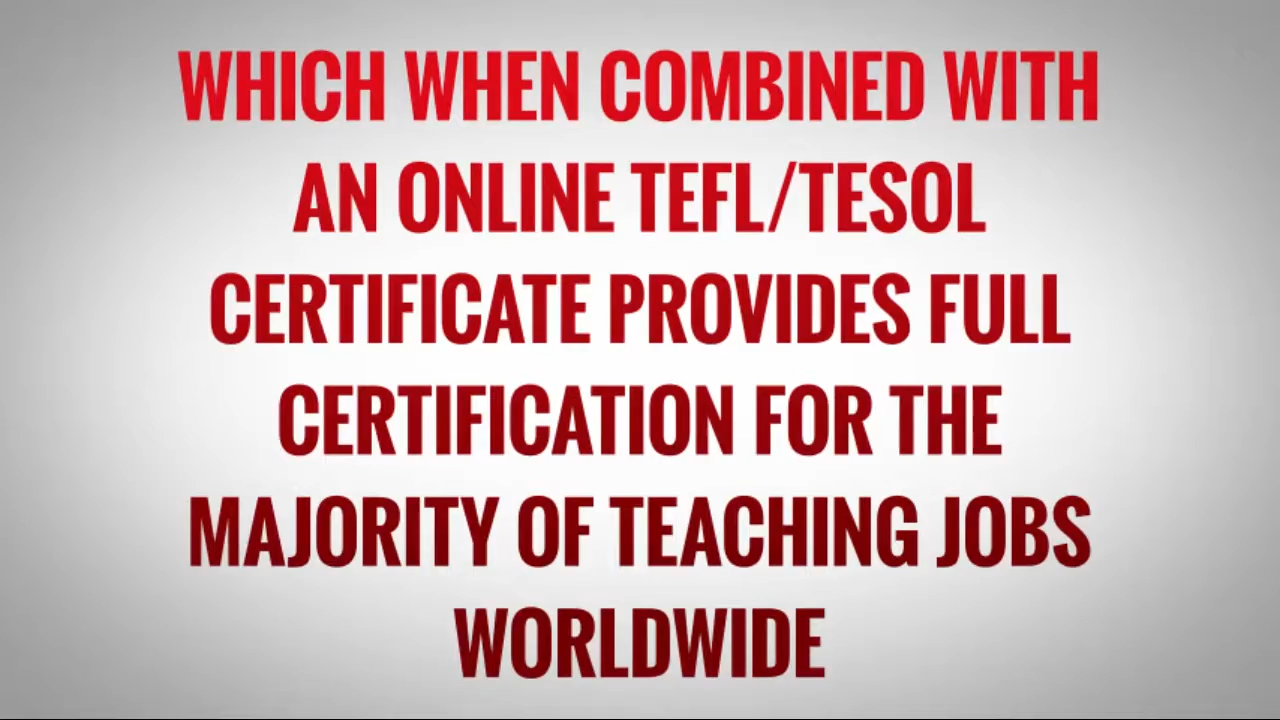 WHICH WHEN COMBINED WITH
AN ONLINE TEFL/TESOL
CERTIFICATE PROVIDES FULL
CERTIFICATION FOR THE
MAJORITY OF TEACHING JOBS
WORLDWIDE